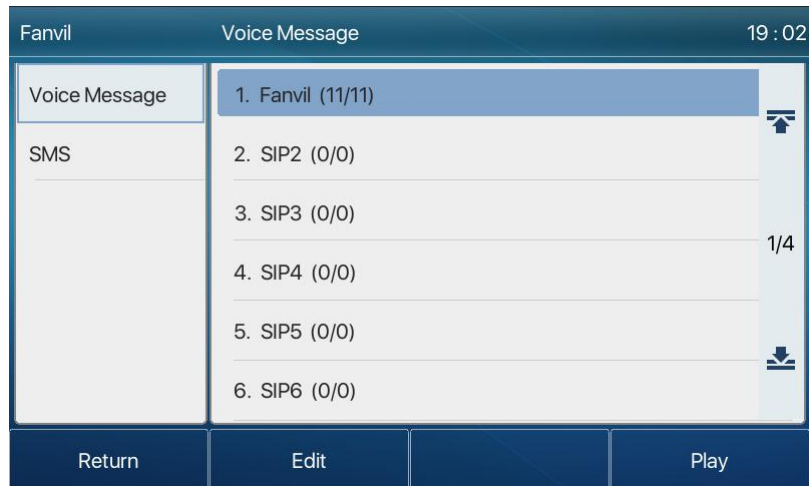 Fanvil Voice Message 19 : 02
Voice Message
SMS
1. Fanvil (11/11)
2. SIP2 (0/0)
3. SIP3 (0/0)
4. SIP4 (0/0)
5. SIP5 (0/0)
6. SIP6 (0/0)
1/4
Return Edit Play